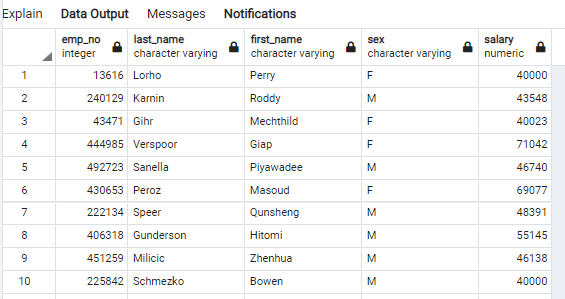 Explain Data Output Messages Notifications
emp_no last_name first_name sex salary
integer character varying character varying character varying numeric
1 13616 Lorho Perry F 40000
2 240129 Karnin Roddy M 43548
3 43471 Gihr Mechthild F 40023
4 444985 Verspoor Giap F 71042
5 492723 Sanella Piyawadee M 46740
6 430653 Peroz Masoud F 69077
7 222134 Speer Qunsheng M 48391
8 406318 Gunderson Hitomi M 55145
9 451259 Milicic Zhenhua M 46138
10 225842 Schmezko Bowen M 40000